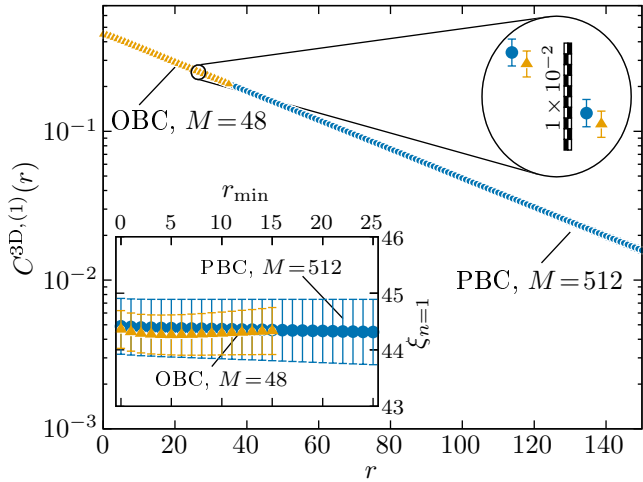 10⁻¹
10⁻²
10⁻³
C³ᴰ,⁽¹⁾(r)
0 20 40 60 80 100 120 140
r
OBC, M=48
PBC, M=512
1×10⁻²
r_min
0 5 10 15 20 25
46
45
44
43
ξ_{n=1}
PBC, M=512
OBC, M=48